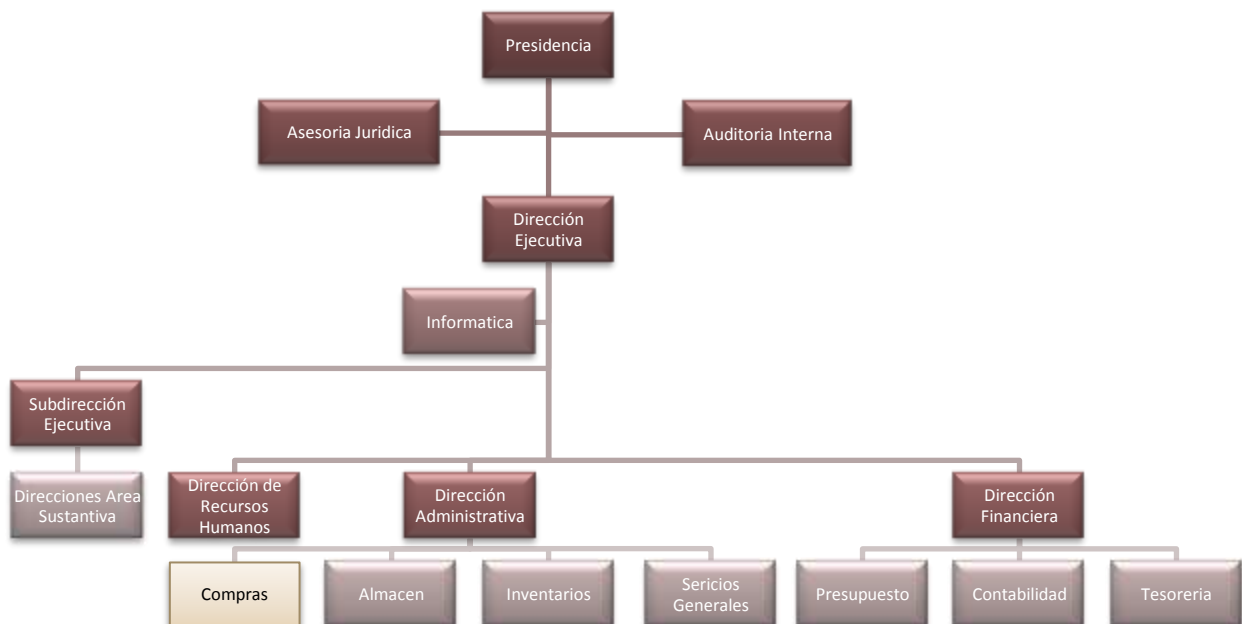 Presidencia
Asesoria Juridica
Auditoria Interna
Dirección
Ejecutiva
Informatica
Subdirección
Ejecutiva
Direcciones Area
Sustantiva
Dirección de
Recursos
Humanos
Dirección
Administrativa
Dirección
Financiera
Compras
Almacen
Inventarios
Sericios
Generales
Presupuesto
Contabilidad
Tesoreria